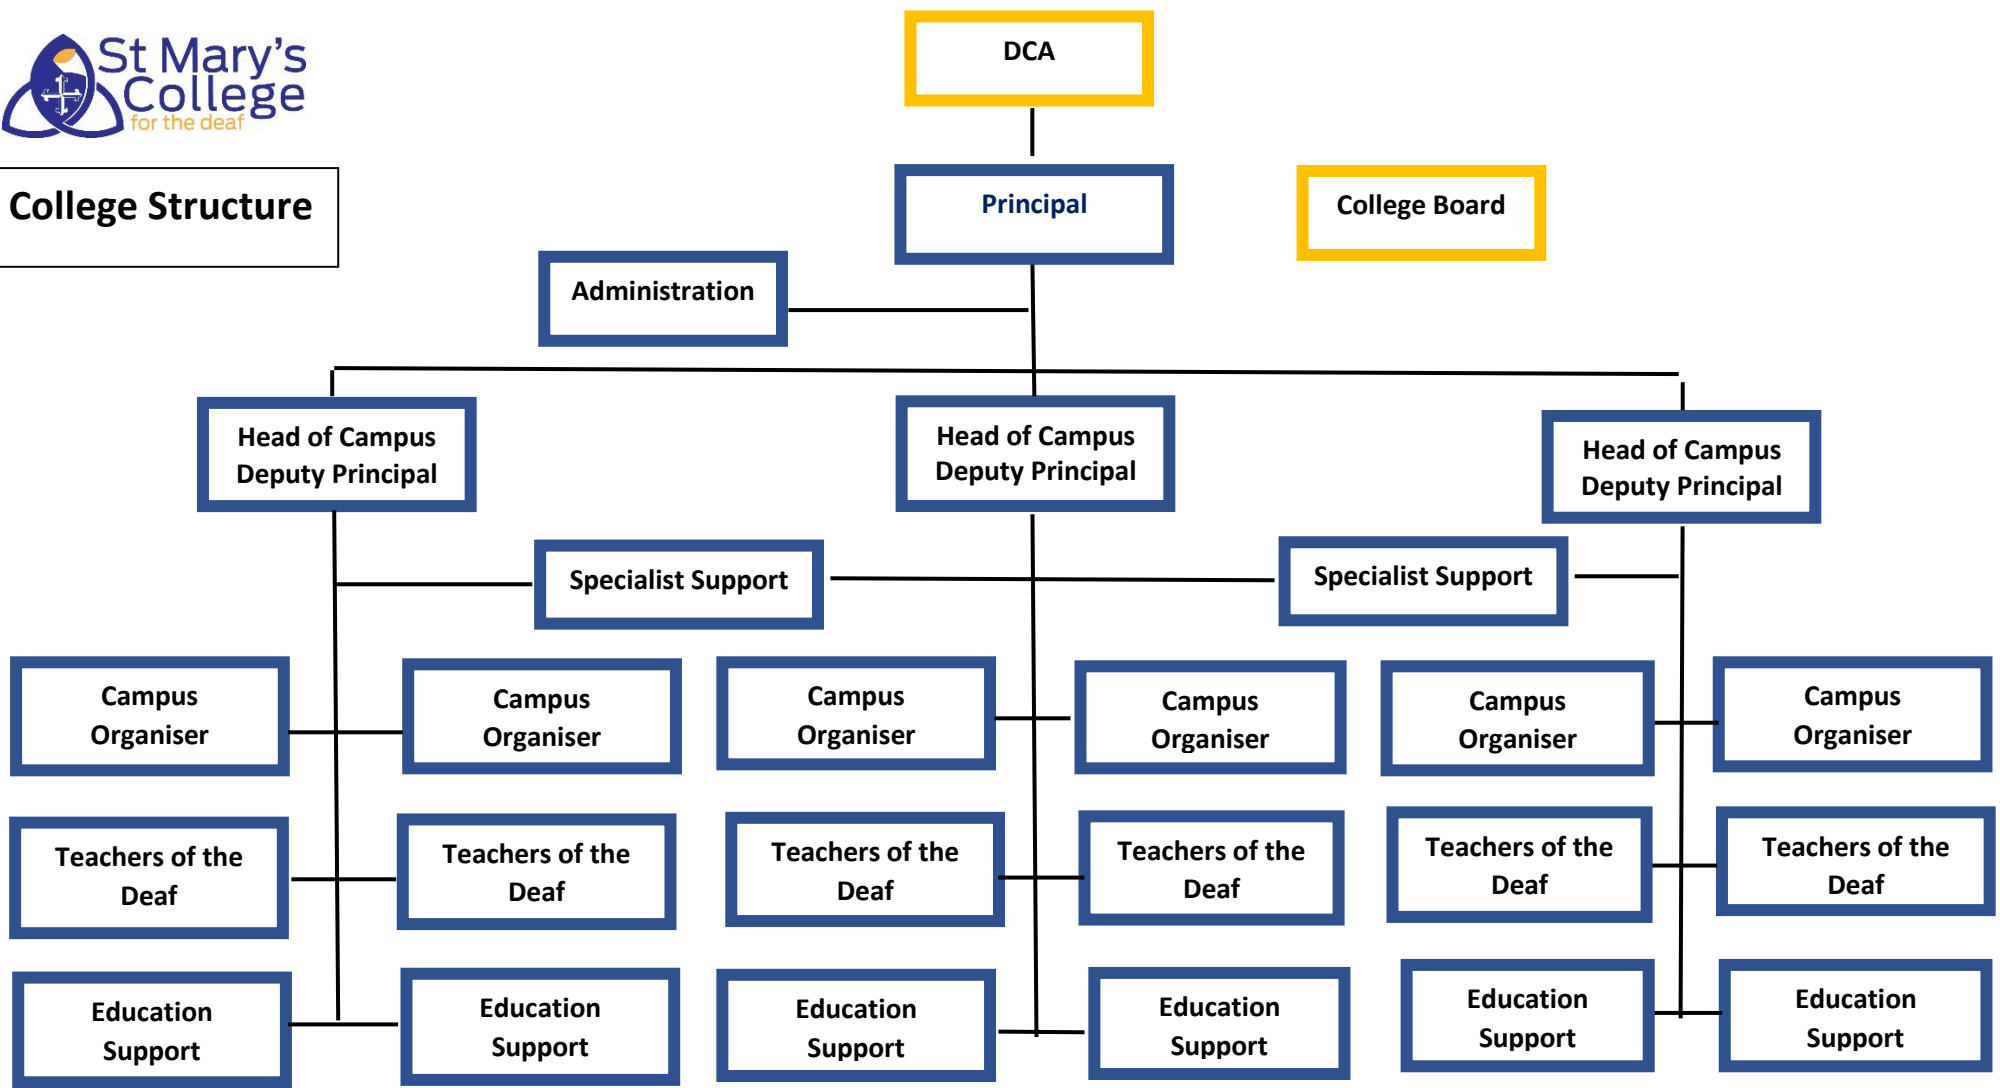 St Mary's
College
for the deaf
DCA
College Structure
Principal
College Board
Administration
Head of Campus
Deputy Principal
Head of Campus
Deputy Principal
Head of Campus
Deputy Principal
Specialist Support
Specialist Support
Campus
Organiser
Campus
Organiser
Campus
Organiser
Campus
Organiser
Campus
Organiser
Campus
Organiser
Teachers of the
Deaf
Teachers of the
Deaf
Teachers of the
Deaf
Teachers of the
Deaf
Teachers of the
Deaf
Teachers of the
Deaf
Education
Support
Education
Support
Education
Support
Education
Support
Education
Support
Education
Support